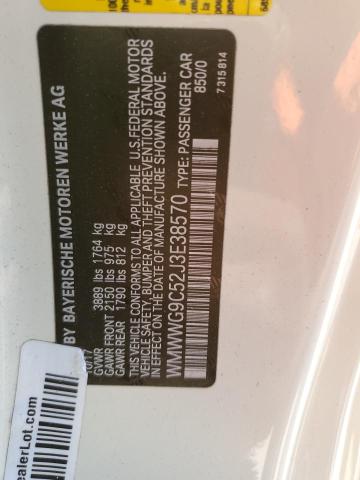 BY BAYERISCHE MOTOREN WERKE AG
10/17
GVWR 3889 lbs 1764 kg
GAWR FRONT 2150 lbs 975 kg
GAWR REAR 1790 lbs 812 kg
THIS VEHICLE CONFORMS TO ALL APPLICABLE U.S. FEDERAL MOTOR
VEHICLE SAFETY, BUMPER AND THEFT PREVENTION STANDARDS
IN EFFECT ON THE DATE OF MANUFACTURE SHOWN ABOVE.
WMWWG9C52J3E38570 TYPE: PASSENGER CAR
850/0
7 315 814
ealerLot.com